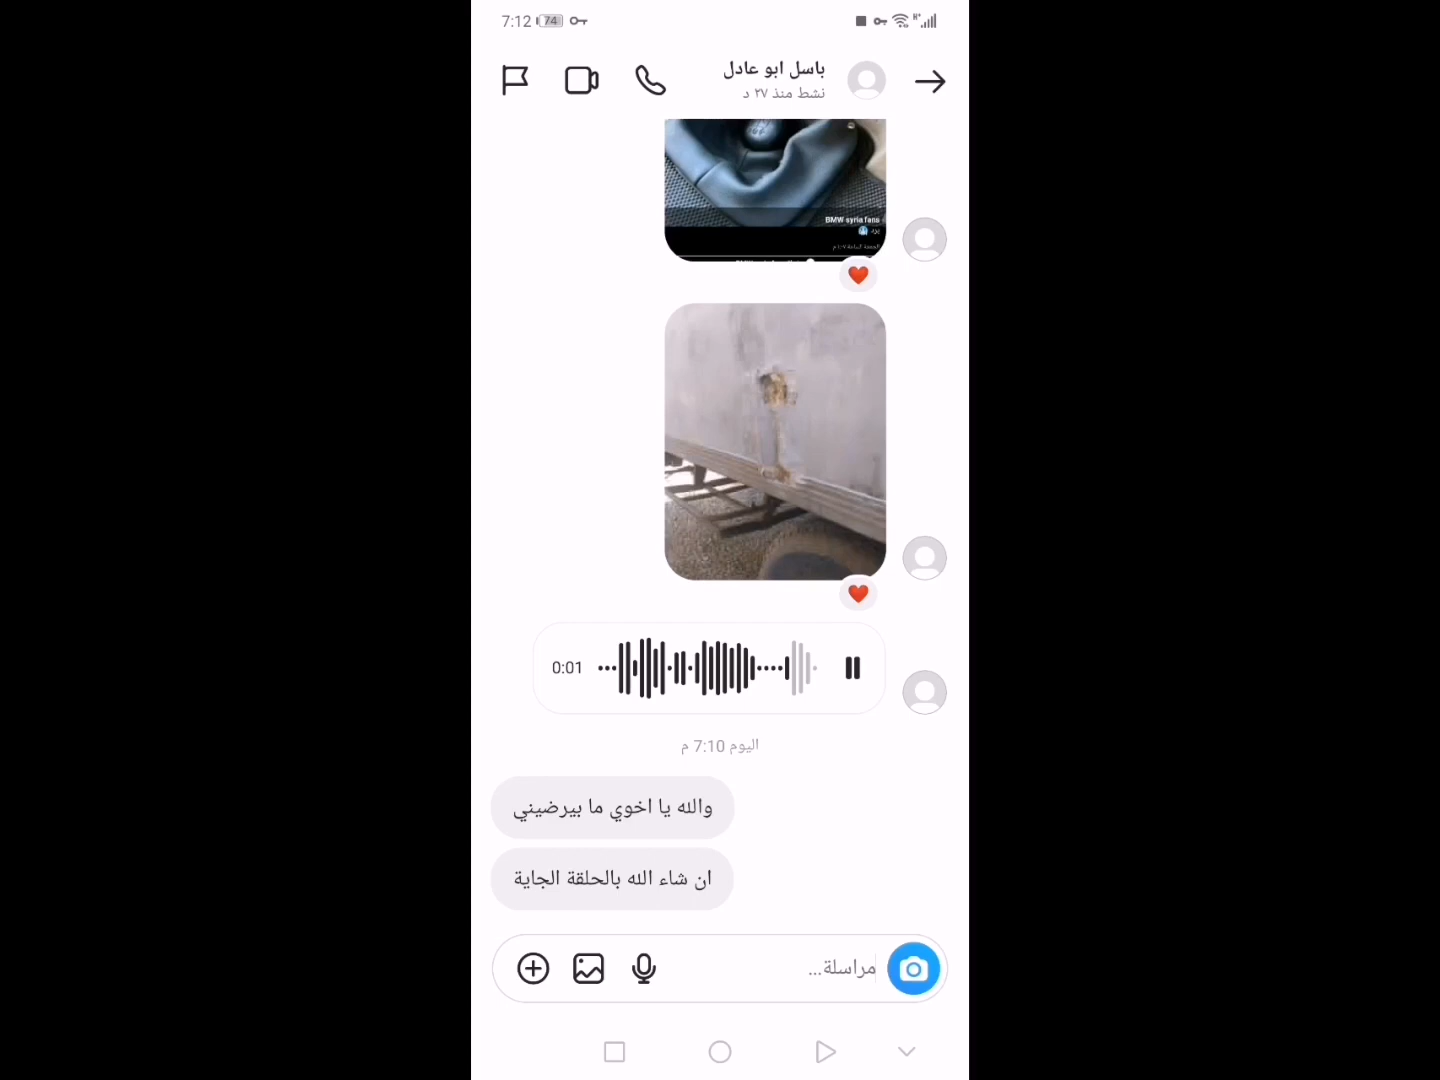 7:12 74
باسل ابو عادل
نشط منذ ٢٧ د
BMW syria fans
0:01
اليوم 7:10 م
والله يا اخوي ما بيرضيني
ان شاء الله بالحلقة الجاية
مراسلة...